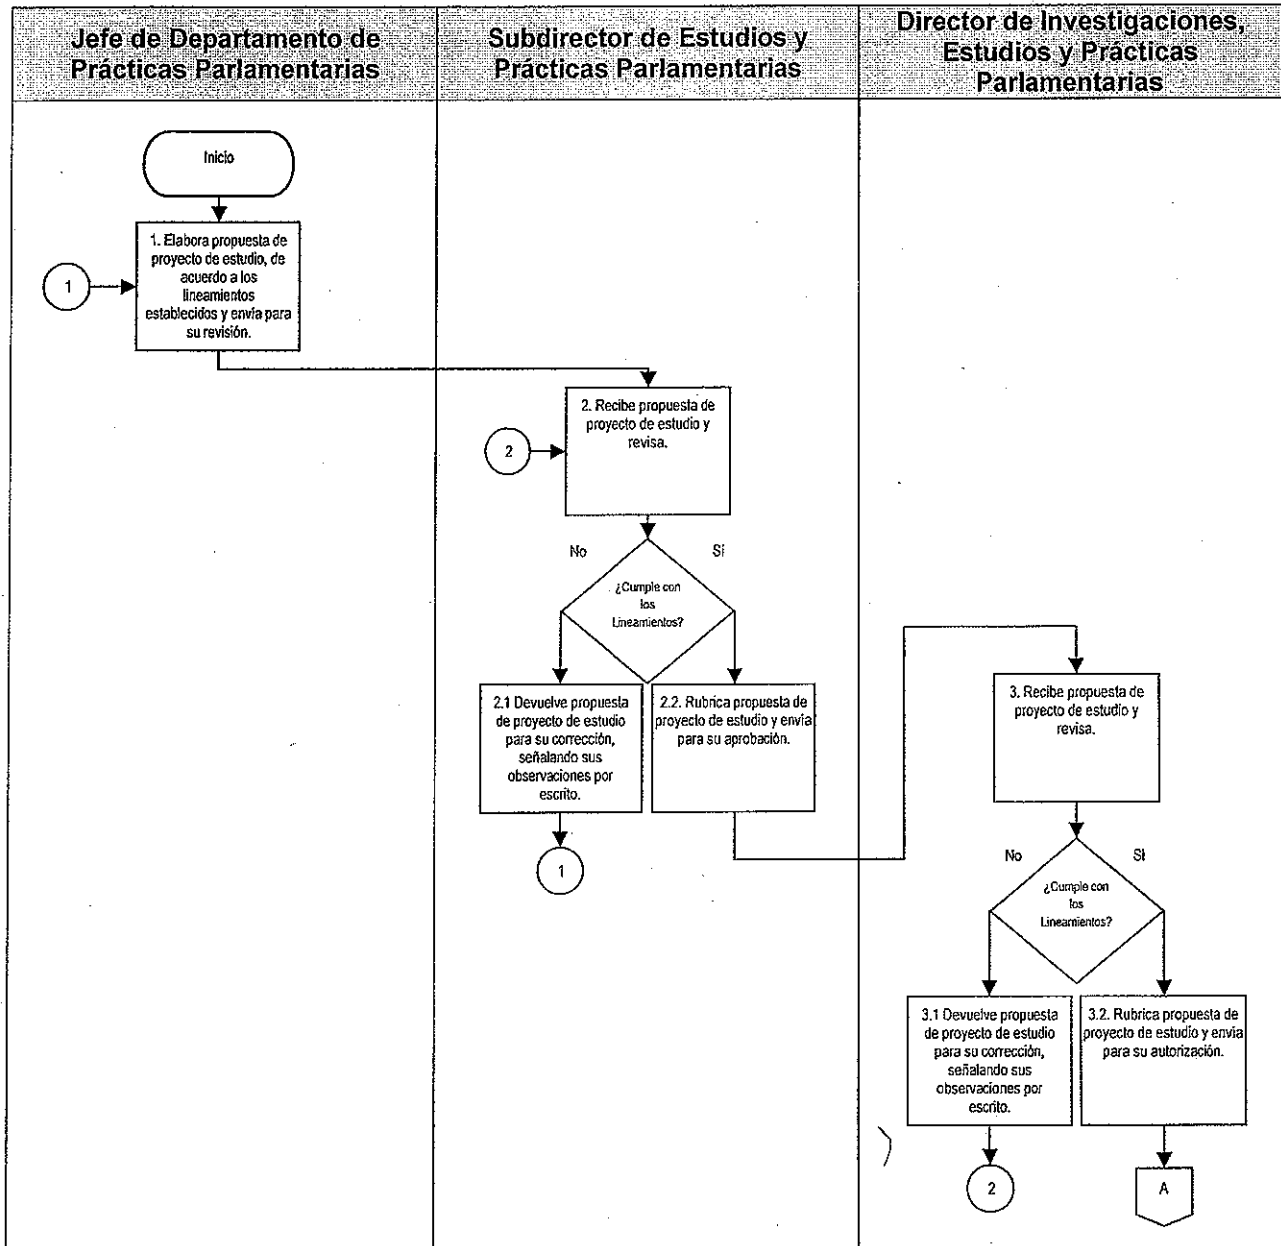 Jefe de Departamento de
Prácticas Parlamentarias
Subdirector de Estudios y
Prácticas Parlamentarias
Director de Investigaciones,
Estudios y Prácticas
Parlamentarias
Inicio
1. Elabora propuesta de
proyecto de estudio, de
acuerdo a los
lineamientos
establecidos y envía para
su revisión.
1
2. Recibe propuesta de
proyecto de estudio y
revisa.
2
No
Sí
¿Cumple con
los
Lineamientos?
2.1 Devuelve propuesta
de proyecto de estudio
para su corrección,
señalando sus
observaciones por
escrito.
2.2. Rubrica propuesta de
proyecto de estudio y envía
para su aprobación.
1
3. Recibe propuesta de
proyecto de estudio y
revisa.
No
Sí
¿Cumple con
los
Lineamientos?
3.1 Devuelve propuesta
de proyecto de estudio
para su corrección,
señalando sus
observaciones por
escrito.
3.2. Rubrica propuesta de
proyecto de estudio y envía
para su autorización.
2
A